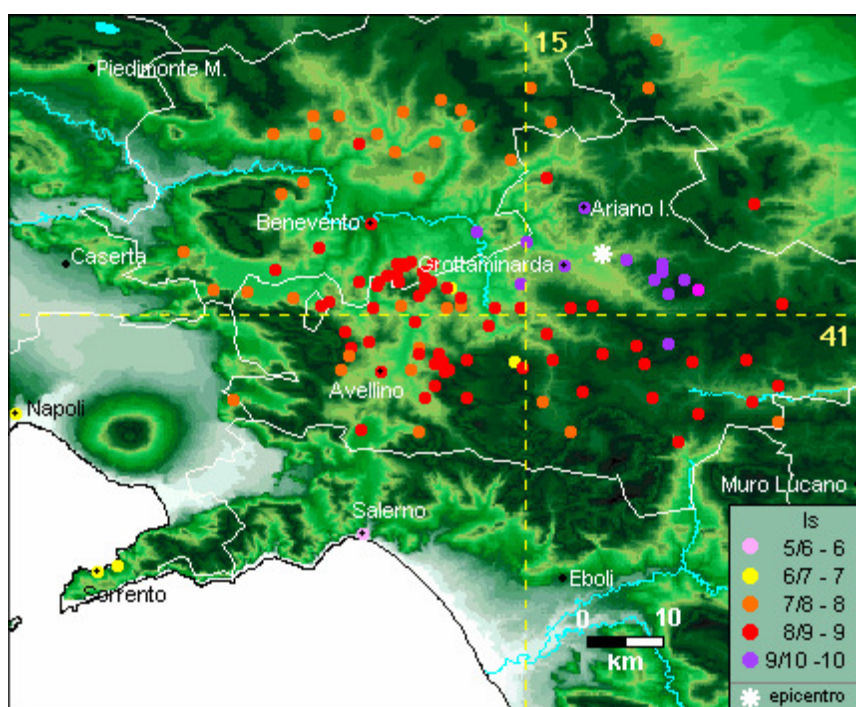 15
Piedimonte M.
Ariano I.
Benevento
Caserta
Grottaminarda
41
Avellino
Napoli
Muro Lucano
Salerno
Sorrento
Eboli
0 10
km
Is
5/6 - 6
6/7 - 7
7/8 - 8
8/9 - 9
9/10 -10
epicentro